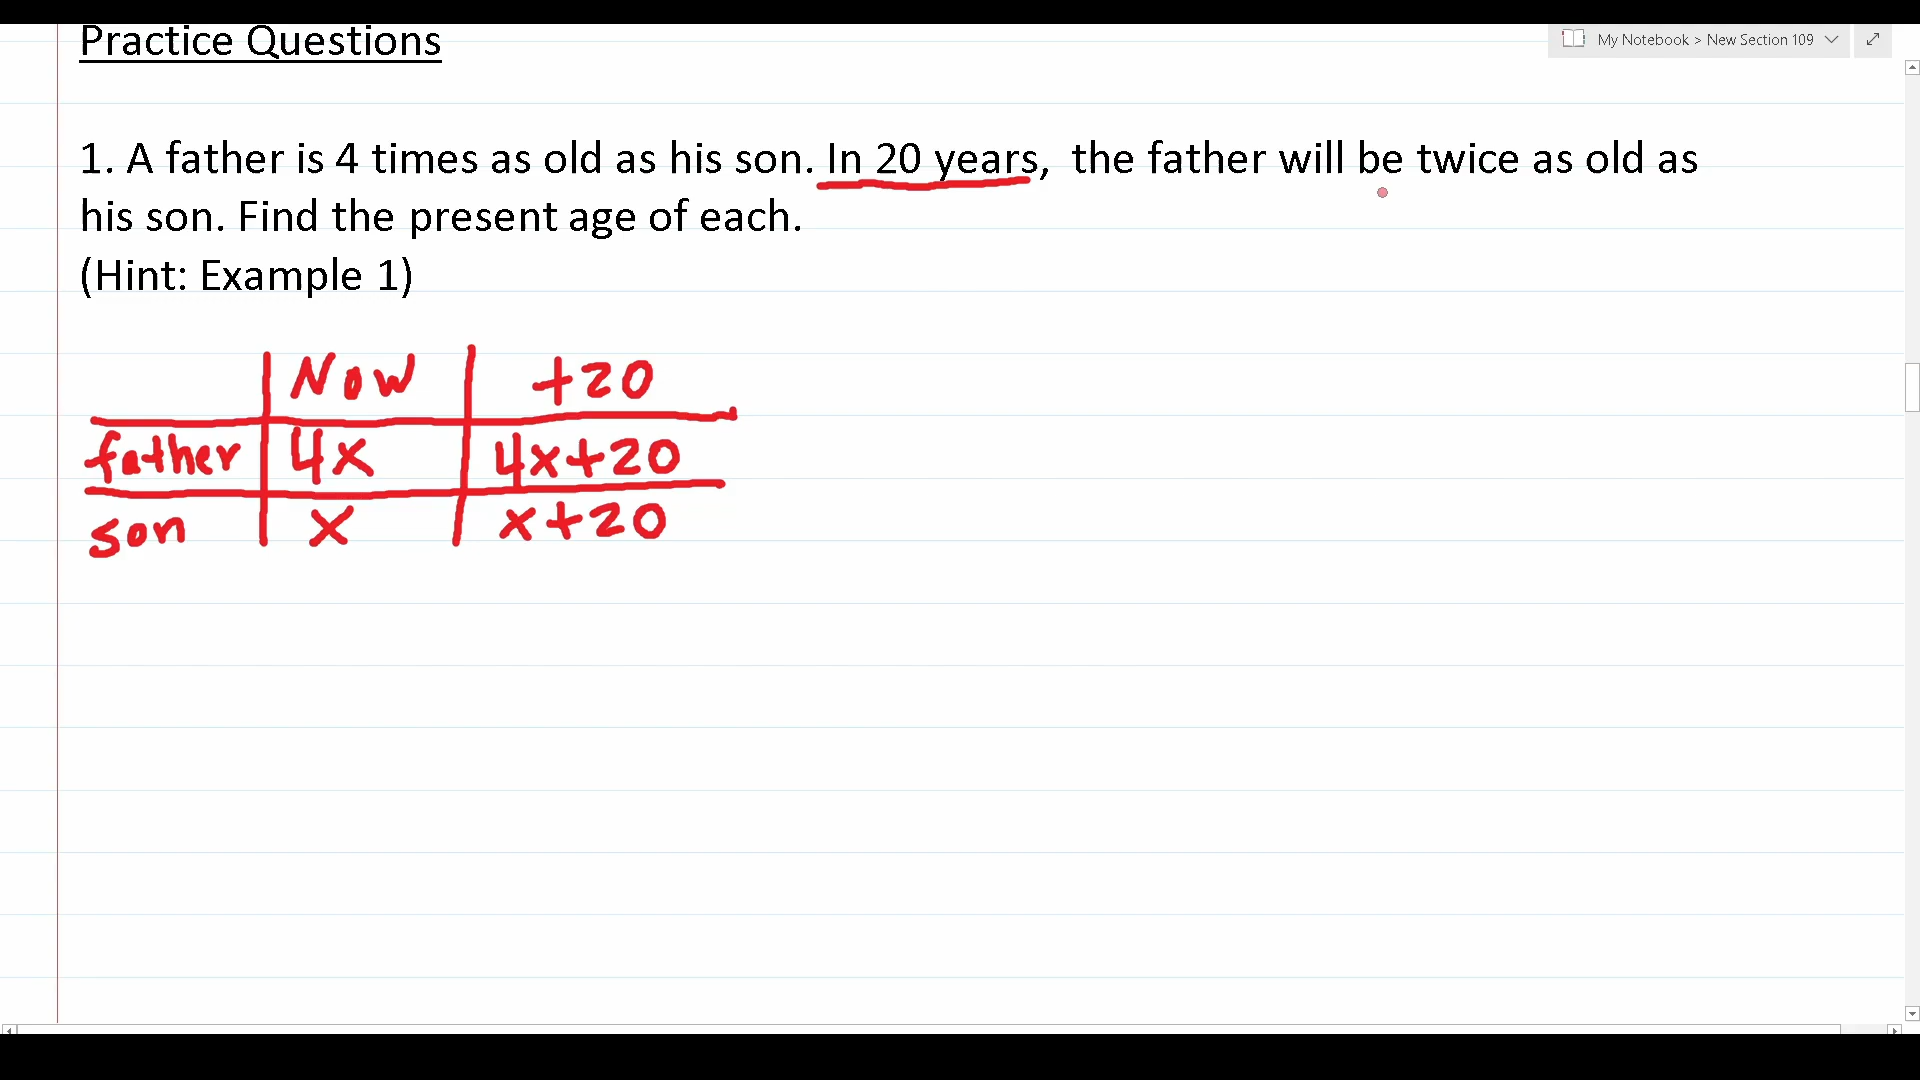 Practice Questions
My Notebook > New Section 109
1. A father is 4 times as old as his son. In 20 years, the father will be twice as old as
his son. Find the present age of each.
(Hint: Example 1)
Now +20
father 4x 4x+20
son x x+20